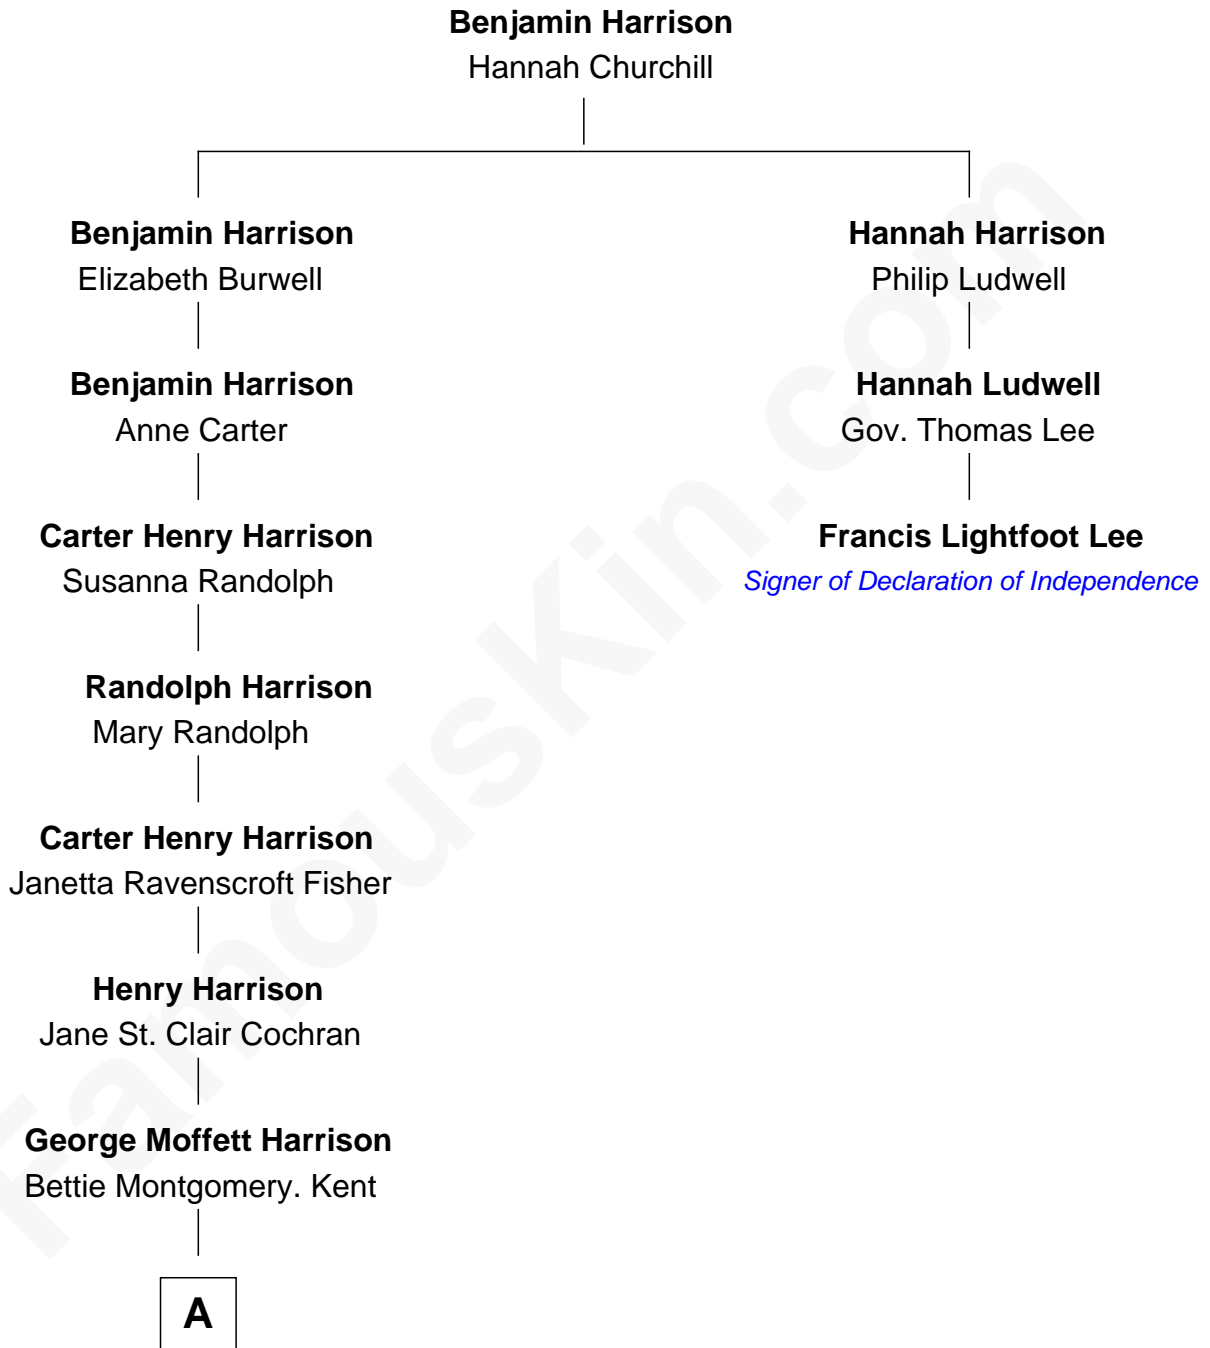 Benjamin Harrison
Hannah Churchill
Benjamin Harrison
Elizabeth Burwell
Hannah Harrison
Philip Ludwell
Benjamin Harrison
Anne Carter
Hannah Ludwell
Gov. Thomas Lee
Carter Henry Harrison
Susanna Randolph
Francis Lightfoot Lee
Signer of Declaration of Independence
Randolph Harrison
Mary Randolph
Carter Henry Harrison
Janetta Ravenscroft Fisher
Henry Harrison
Jane St. Clair Cochran
George Moffett Harrison
Bettie Montgomery. Kent
A
FamousKin.com